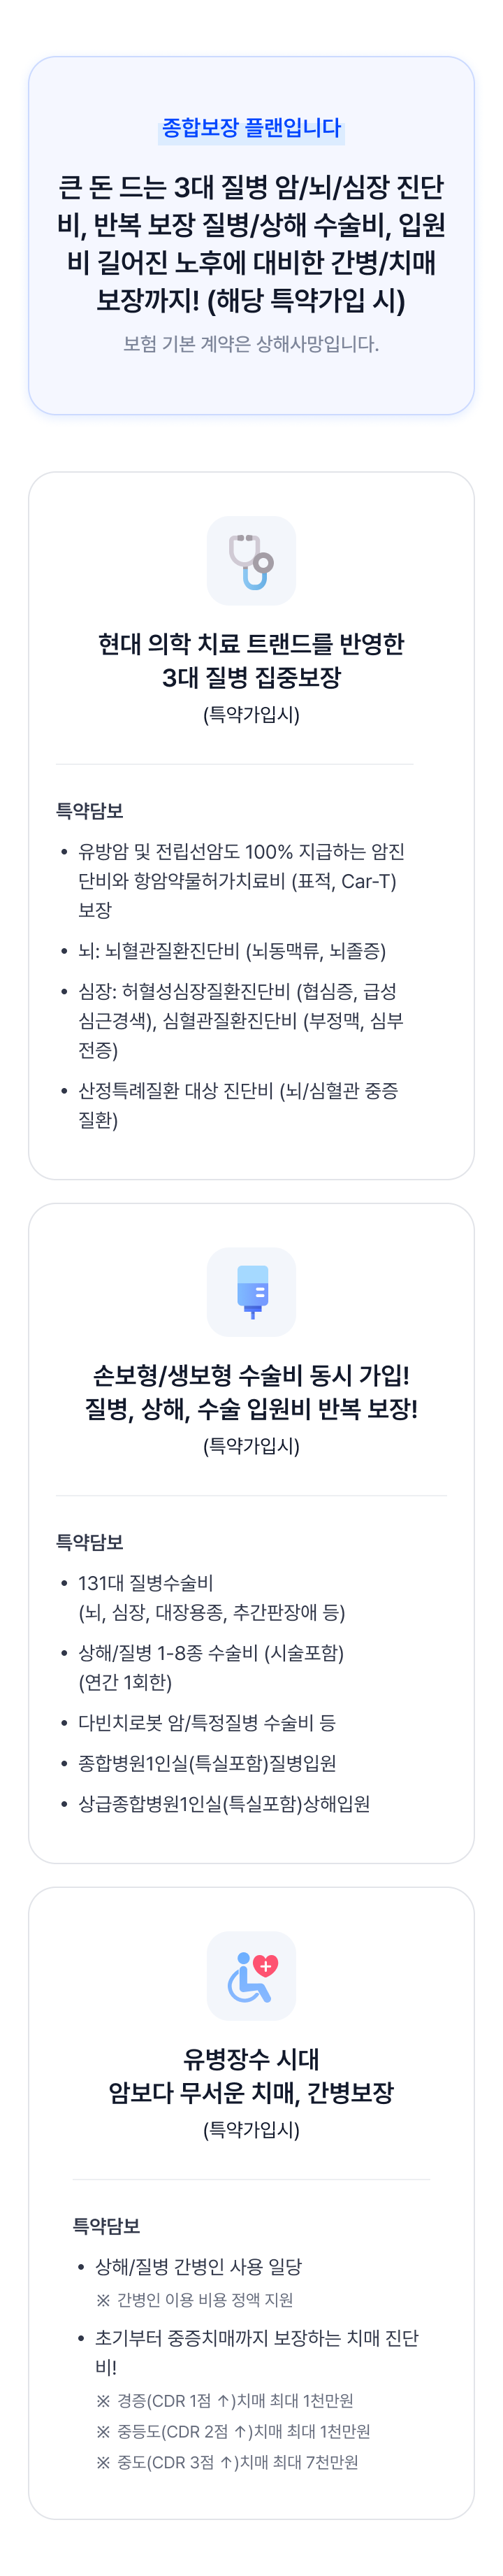 종합보장 플랜입니다
큰 돈 드는 3대 질병 암/뇌/심장 진단
비, 반복 보장 질병/상해 수술비, 입원
비 길어진 노후에 대비한 간병/치매
보장까지! (해당 특약가입 시)
보험 기본 계약은 상해사망입니다.
현대 의학 치료 트랜드를 반영한
3대 질병 집중보장
(특약가입시)
특약담보
• 유방암 및 전립선암도 100% 지급하는 암진
단비와 항암약물허가치료비 (표적, Car-T)
보장
• 뇌: 뇌혈관질환진단비 (뇌동맥류, 뇌졸증)
• 심장: 허혈성심장질환진단비 (협심증, 급성
심근경색), 심혈관질환진단비 (부정맥, 심부
전증)
• 산정특례질환 대상 진단비 (뇌/심혈관 중증
질환)
손보형/생보형 수술비 동시 가입!
질병, 상해, 수술 입원비 반복 보장!
(특약가입시)
특약담보
• 131대 질병수술비
(뇌, 심장, 대장용종, 추간판장애 등)
• 상해/질병 1-8종 수술비 (시술포함)
(연간 1회한)
• 다빈치로봇 암/특정질병 수술비 등
• 종합병원1인실(특실포함)질병입원
• 상급종합병원1인실(특실포함)상해입원
유병장수 시대
암보다 무서운 치매, 간병보장
(특약가입시)
특약담보
• 상해/질병 간병인 사용 일당
※ 간병인 이용 비용 정액 지원
• 초기부터 중증치매까지 보장하는 치매 진단
비!
※ 경증(CDR 1점 ↑)치매 최대 1천만원
※ 중등도(CDR 2점 ↑)치매 최대 1천만원
※ 중도(CDR 3점 ↑)치매 최대 7천만원